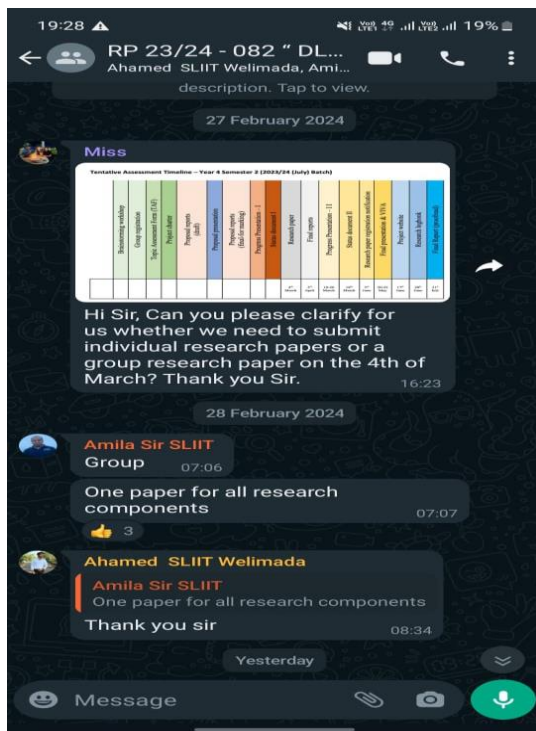 19:28
19%
RP 23/24 - 082 “ DL...
Ahamed SLIIT Welimada, Ami...
description. Tap to view.
27 February 2024
Miss
Tentative Assessment Timeline – Year 4 Semester 2 (2023/24 (July) Batch)
Brainstorming workshop
Group registration
Topic Assessment Form (TAF)
Project charter
Proposal reports
(draft)
Proposal presentation
Proposal reports
(final-for marking)
Progress Presentation - I
Status document I
Research paper
Final reports
Progress Presentation - II
Status document II
Research paper registration notification
Final presentation & VIVA
Project website
Research logbook
Hi Sir, Can you please clarify for
us whether we need to submit
individual research papers or a
group research paper on the 4th of
March? Thank you Sir.
16:23
28 February 2024
Amila Sir SLIIT
Group 07:06
One paper for all research
components 07:07
3
Ahamed SLIIT Welimada
Amila Sir SLIIT
One paper for all research components
Thank you sir 08:34
Yesterday
Message